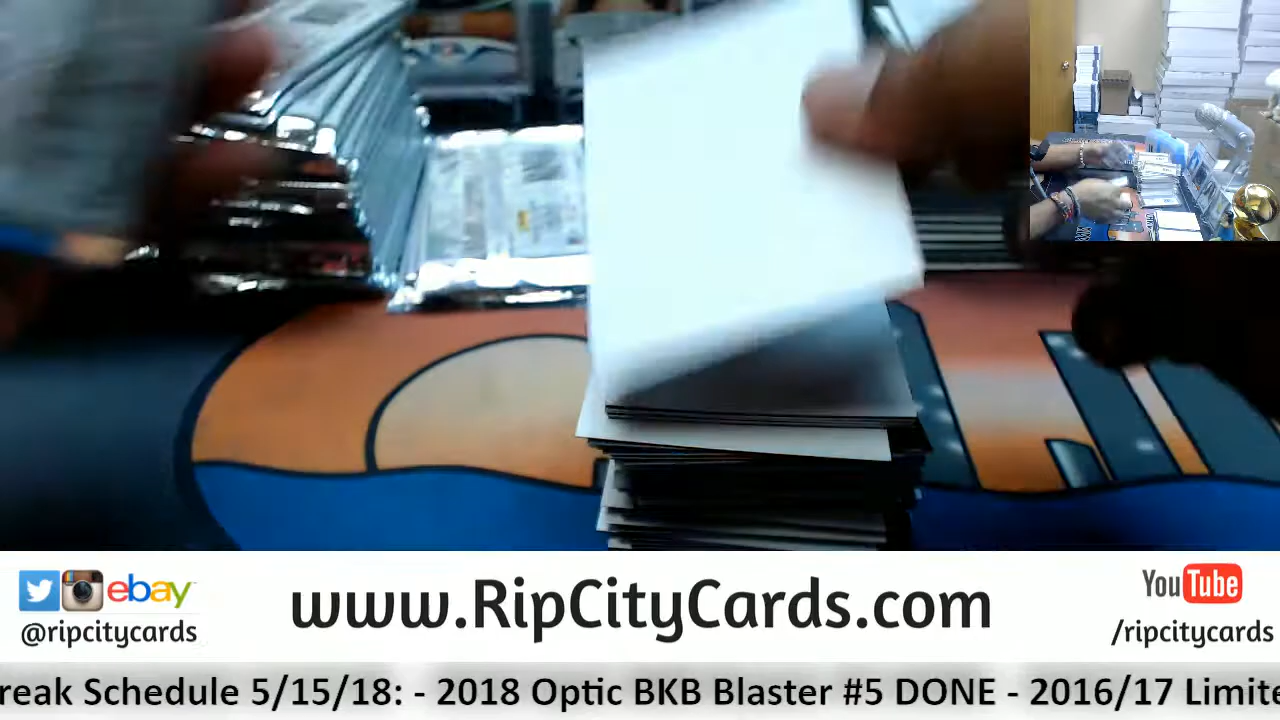 ebay
@ripcitycards
www.RipCityCards.com
YouTube
/ripcitycards
reak Schedule 5/15/18: - 2018 Optic BKB Blaster #5 DONE - 2016/17 Limite